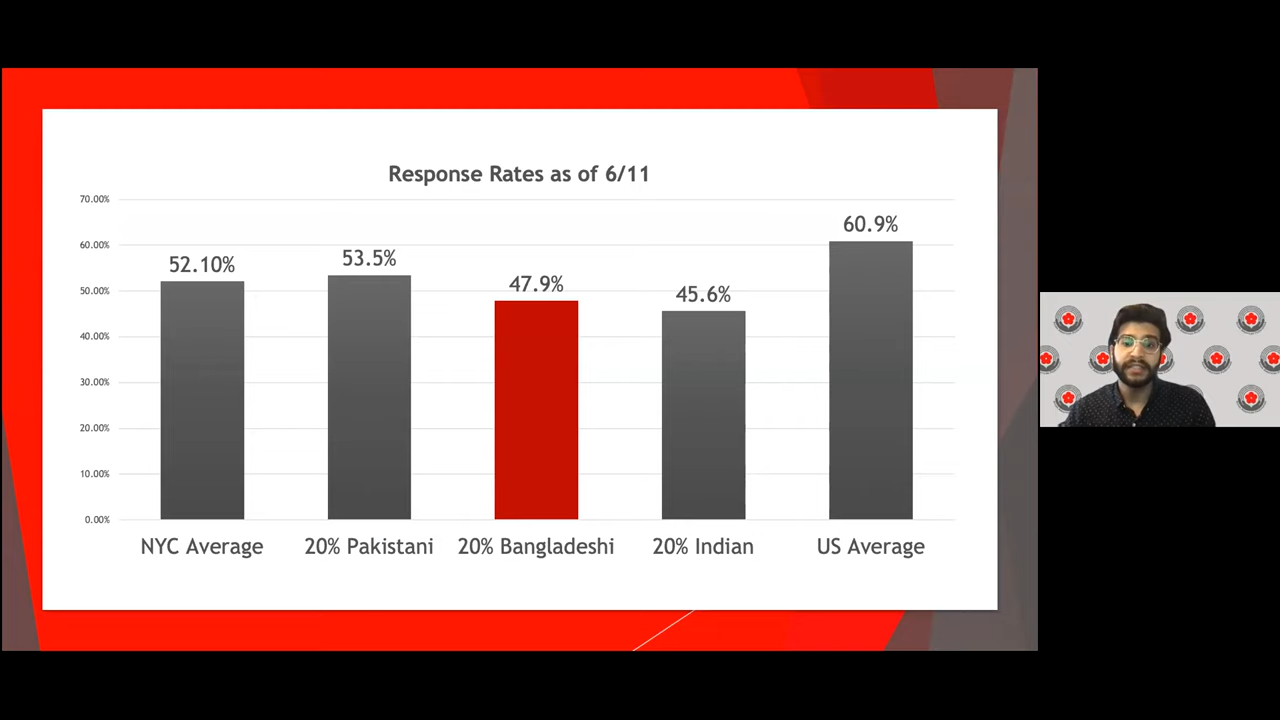 Response Rates as of 6/11
70.00%
60.00%
50.00%
40.00%
30.00%
20.00%
10.00%
0.00%
52.10%
53.5%
47.9%
45.6%
60.9%
NYC Average
20% Pakistani
20% Bangladeshi
20% Indian
US Average